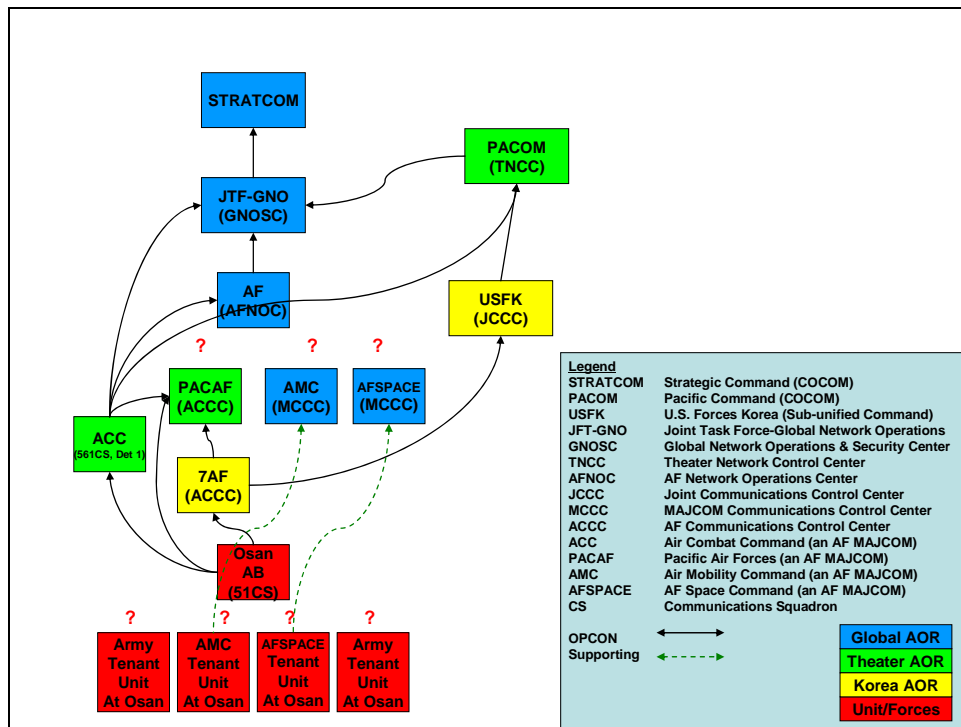 STRATCOM
PACOM
(TNCC)
JTF-GNO
(GNOSC)
AF
(AFNOC)
USFK
(JCCC)
?
?
?
PACAF
(ACCC)
AMC
(MCCC)
AFSPACE
(MCCC)
ACC
(561CS, Det 1)
7AF
(ACCC)
Osan
AB
(51CS)
?
?
?
?
Army
Tenant
Unit
At Osan
AMC
Tenant
Unit
At Osan
AFSPACE
Tenant
Unit
At Osan
Army
Tenant
Unit
At Osan
Legend
STRATCOM Strategic Command (COCOM)
PACOM Pacific Command (COCOM)
USFK U.S. Forces Korea (Sub-unified Command)
JFT-GNO Joint Task Force-Global Network Operations
GNOSC Global Network Operations & Security Center
TNCC Theater Network Control Center
AFNOC AF Network Operations Center
JCCC Joint Communications Control Center
MCCC MAJCOM Communications Control Center
ACCC AF Communications Control Center
ACC Air Combat Command (an AF MAJCOM)
PACAF Pacific Air Forces (an AF MAJCOM)
AMC Air Mobility Command (an AF MAJCOM)
AFSPACE AF Space Command (an AF MAJCOM)
CS Communications Squadron
OPCON
Supporting
Global AOR
Theater AOR
Korea AOR
Unit/Forces